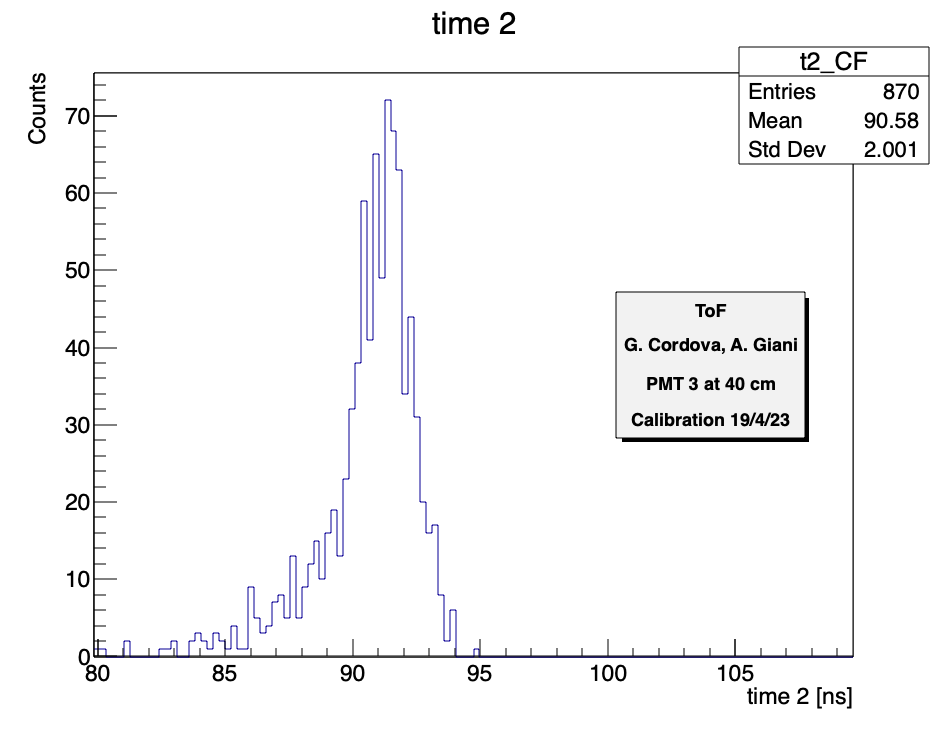 time 2
t2_CF
Entries 870
Mean 90.58
Std Dev 2.001
Counts
70
60
50
40
30
20
10
0
ToF
G. Cordova, A. Giani
PMT 3 at 40 cm
Calibration 19/4/23
80 85 90 95 100 105
time 2 [ns]